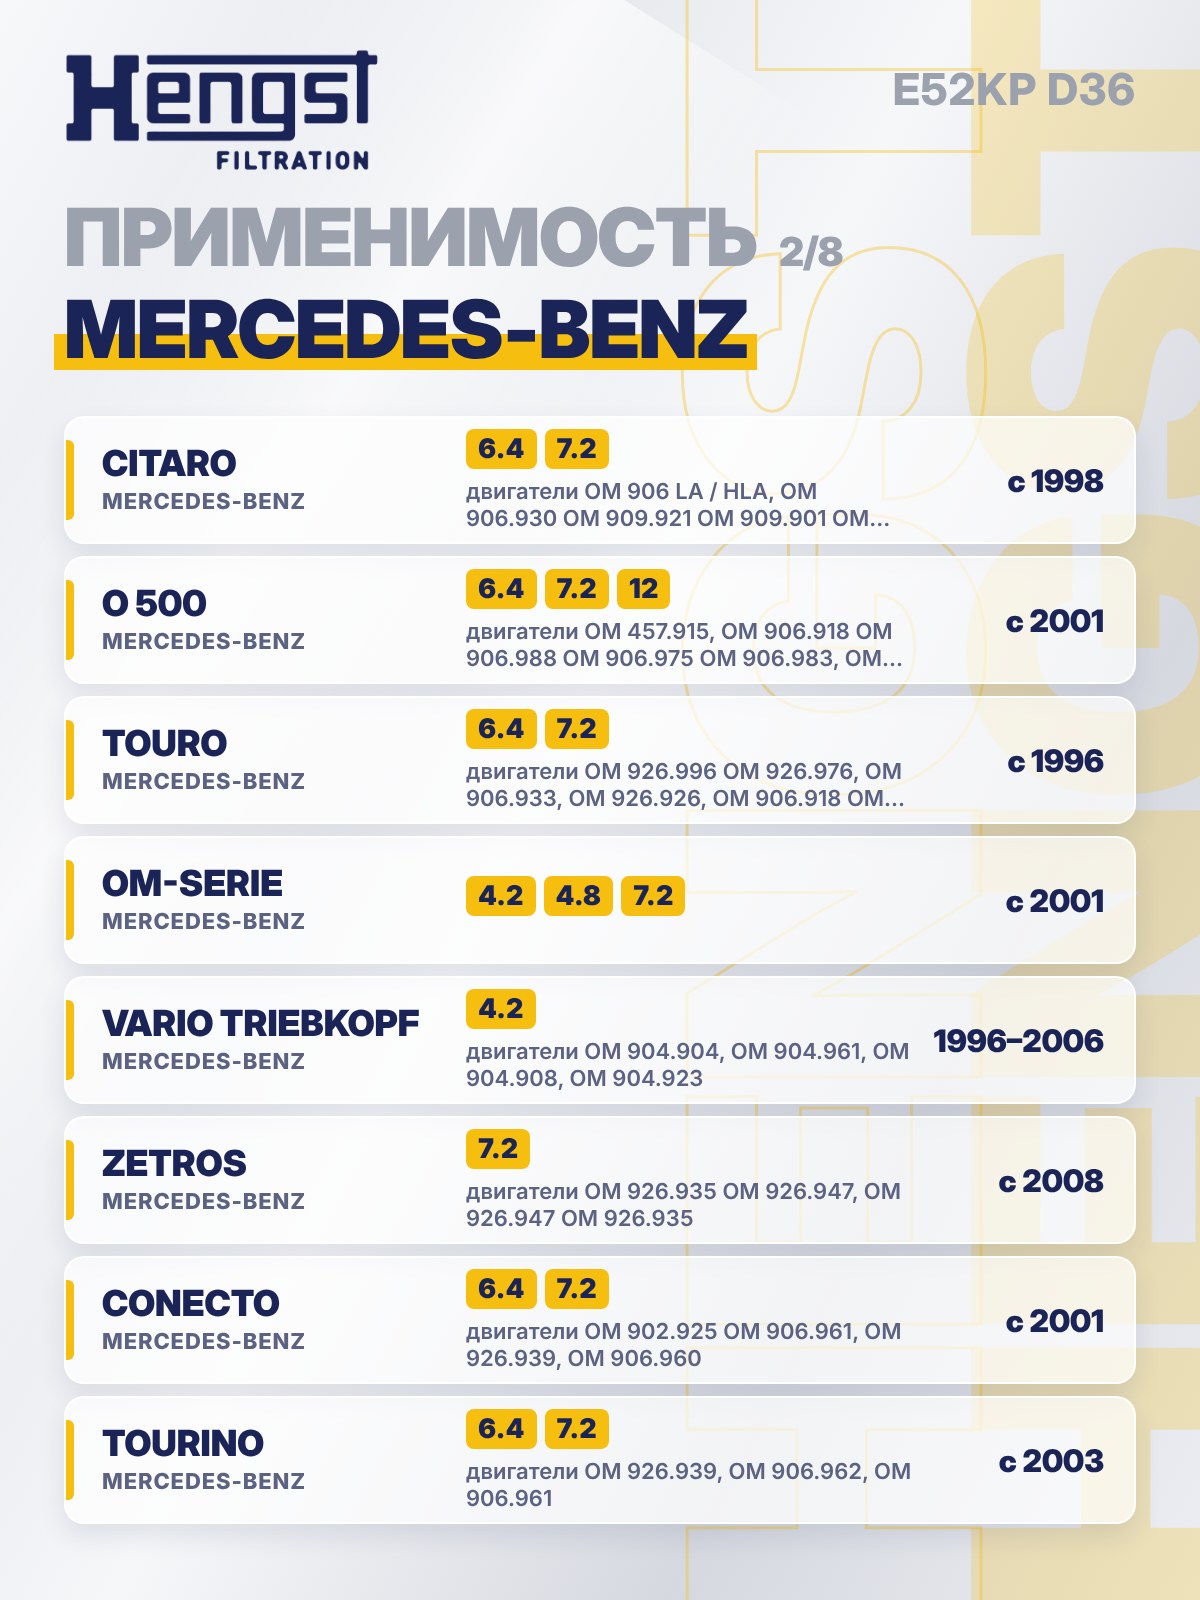 Hengst
FILTRATION
E52KP D36
ПРИМЕНИМОСТЬ 2/8
MERCEDES-BENZ
CITARO
MERCEDES-BENZ
6.4 7.2
двигатели OM 906 LA / HLA, OM
906.930 OM 909.921 OM 909.901 OM...
с 1998
O 500
MERCEDES-BENZ
6.4 7.2 12
двигатели OM 457.915, OM 906.918 OM
906.988 OM 906.975 OM 906.983, OM...
с 2001
TOURO
MERCEDES-BENZ
6.4 7.2
двигатели OM 926.996 OM 926.976, OM
906.933, OM 926.926, OM 906.918 OM...
с 1996
OM-SERIE
MERCEDES-BENZ
4.2 4.8 7.2
с 2001
VARIO TRIEBKOPF
MERCEDES-BENZ
4.2
двигатели OM 904.904, OM 904.961, OM
904.908, OM 904.923
1996–2006
ZETROS
MERCEDES-BENZ
7.2
двигатели OM 926.935 OM 926.947, OM
926.947 OM 926.935
с 2008
CONECTO
MERCEDES-BENZ
6.4 7.2
двигатели OM 902.925 OM 906.961, OM
926.939, OM 906.960
с 2001
TOURINO
MERCEDES-BENZ
6.4 7.2
двигатели OM 926.939, OM 906.962, OM
906.961
с 2003
HENGST
HENGST